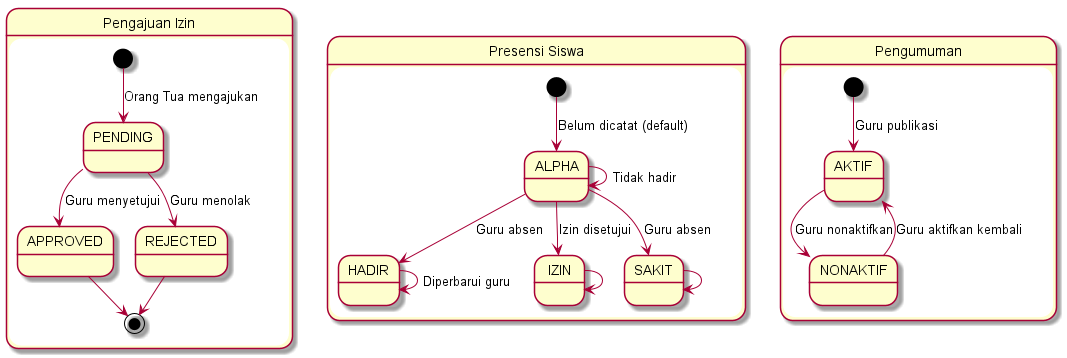 Pengajuan Izin
Orang Tua mengajukan
PENDING
Guru menyetujui
Guru menolak
APPROVED
REJECTED
Presensi Siswa
Belum dicatat (default)
ALPHA
Tidak hadir
Guru absen
Izin disetujui
Guru absen
HADIR
Diperbarui guru
IZIN
SAKIT
Pengumuman
Guru publikasi
AKTIF
Guru nonaktifkan
Guru aktifkan kembali
NONAKTIF